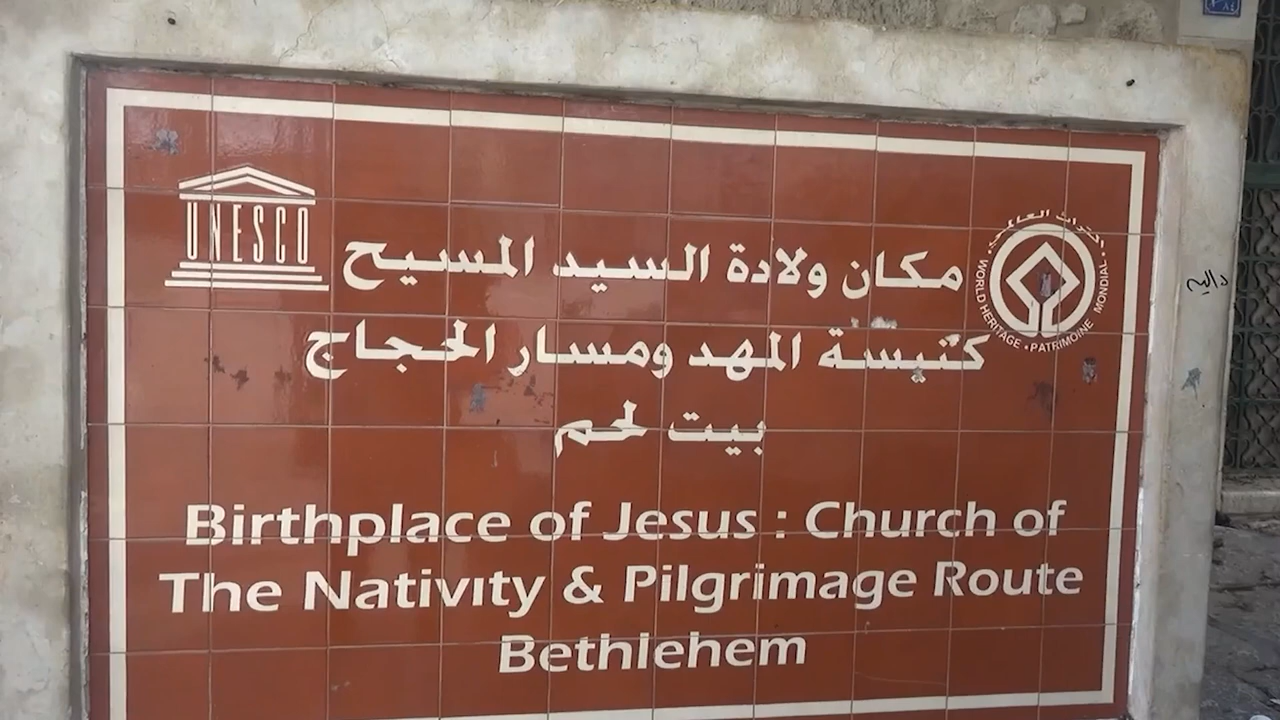 UNESCO
مكان ولادة السيد المسيح
كنيسة المهد ومسار الحجاج
بيت لحم
WORLD HERITAGE • PATRIMOINE MONDIAL •
Birthplace of Jesus : Church of
The Nativity & Pilgrimage Route
Bethlehem
داليه